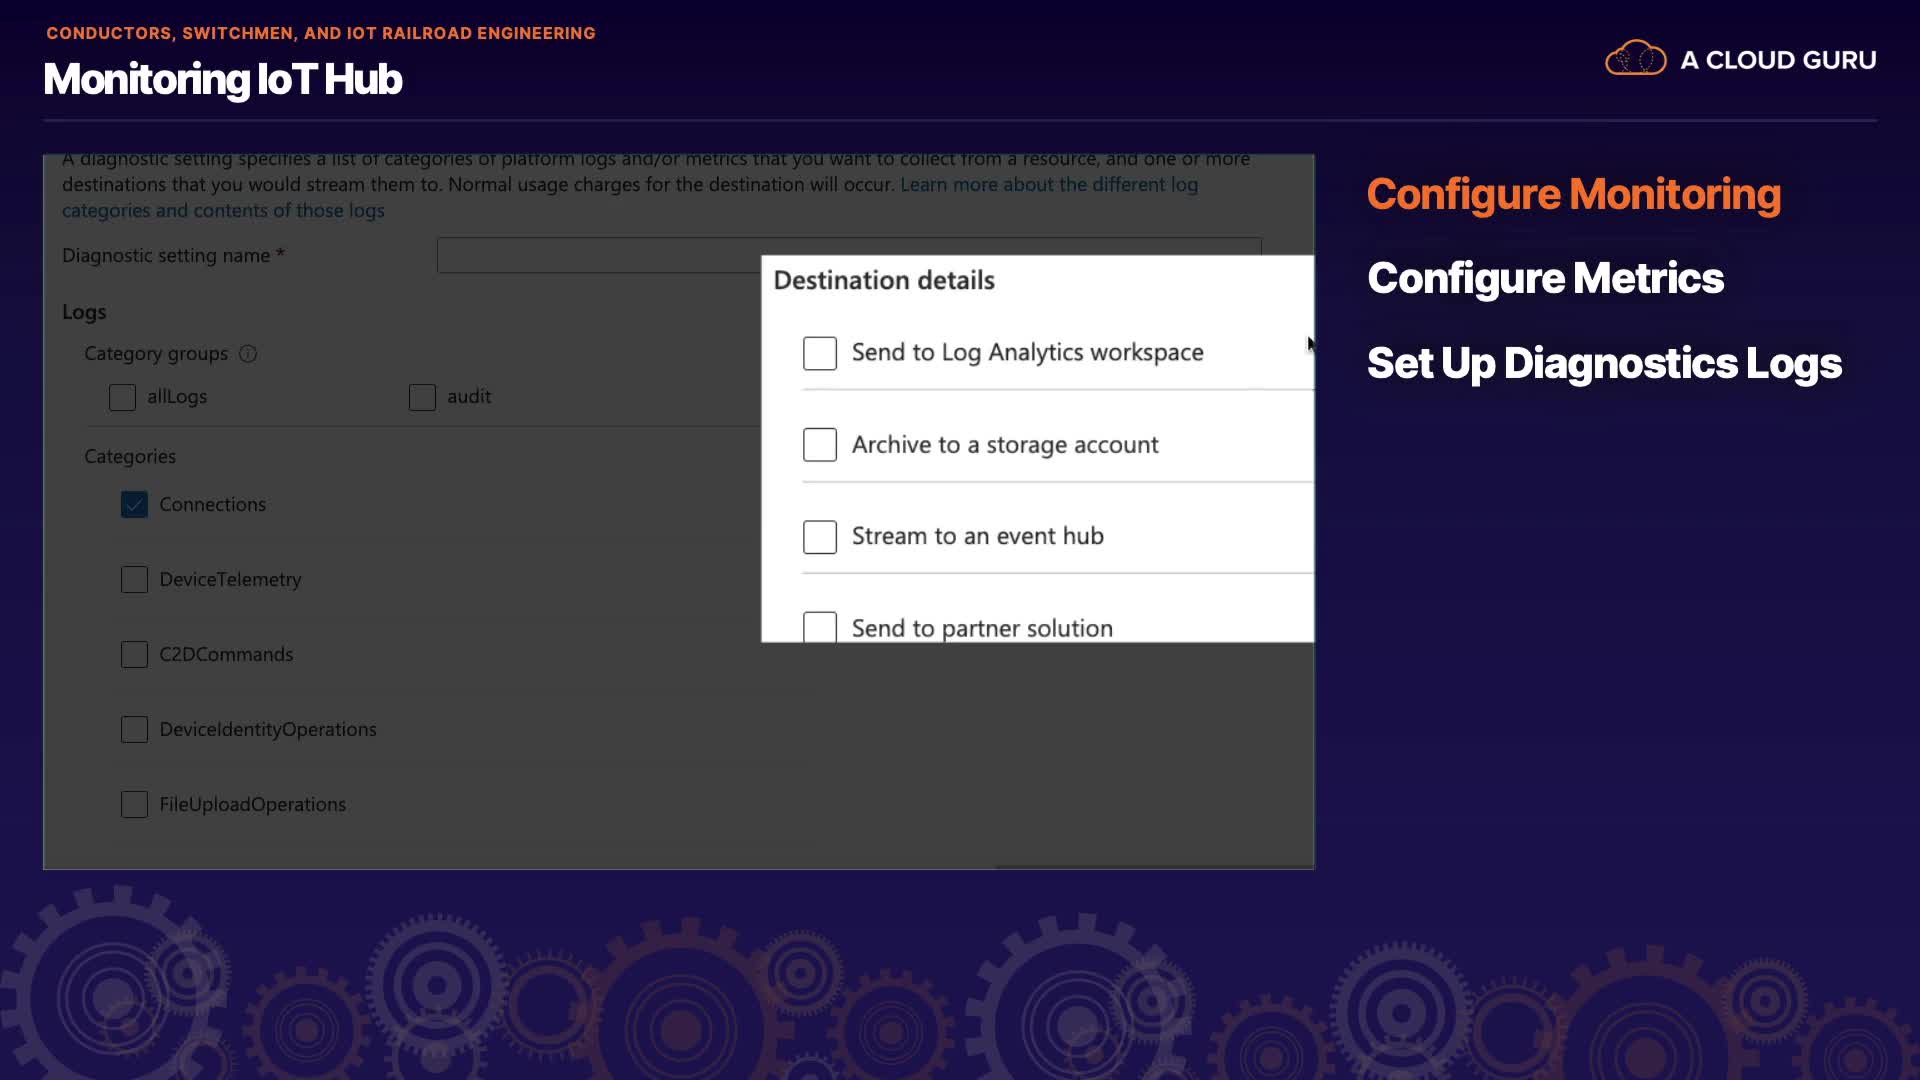 CONDUCTORS, SWITCHMEN, AND IOT RAILROAD ENGINEERING
Monitoring IoT Hub
A CLOUD GURU
A diagnostic setting specifies a list of categories of platform logs and/or metrics that you want to collect from a resource, and one or more
destinations that you would stream them to. Normal usage charges for the destination will occur. Learn more about the different log
categories and contents of those logs
Diagnostic setting name *
Logs
Category groups
allLogs
audit
Categories
Connections
DeviceTelemetry
C2DCommands
DeviceIdentityOperations
FileUploadOperations
Destination details
Send to Log Analytics workspace
Archive to a storage account
Stream to an event hub
Send to partner solution
Configure Monitoring
Configure Metrics
Set Up Diagnostics Logs